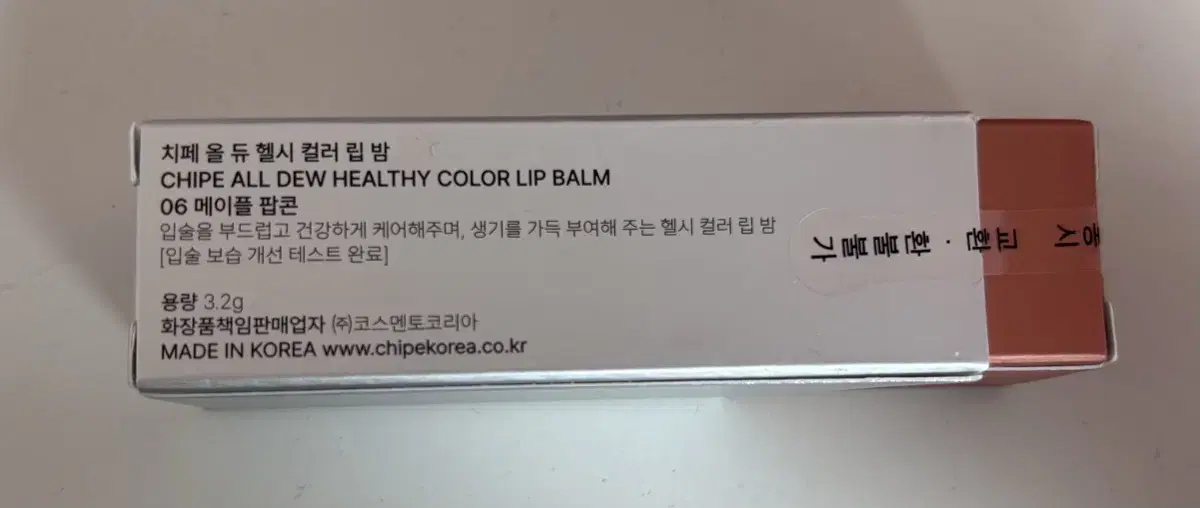 치페 올 듀 헬시 컬러 립 밤
CHIPE ALL DEW HEALTHY COLOR LIP BALM
06 메이플 팝콘
입술을 부드럽고 건강하게 케어해주며, 생기를 가득 부여해 주는 헬시 컬러 립 밤
[입술 보습 개선 테스트 완료]
용량 3.2g
화장품책임판매업자 ㈜코스멘토코리아
MADE IN KOREA www.chipekorea.co.kr
시 교환 · 환불불가